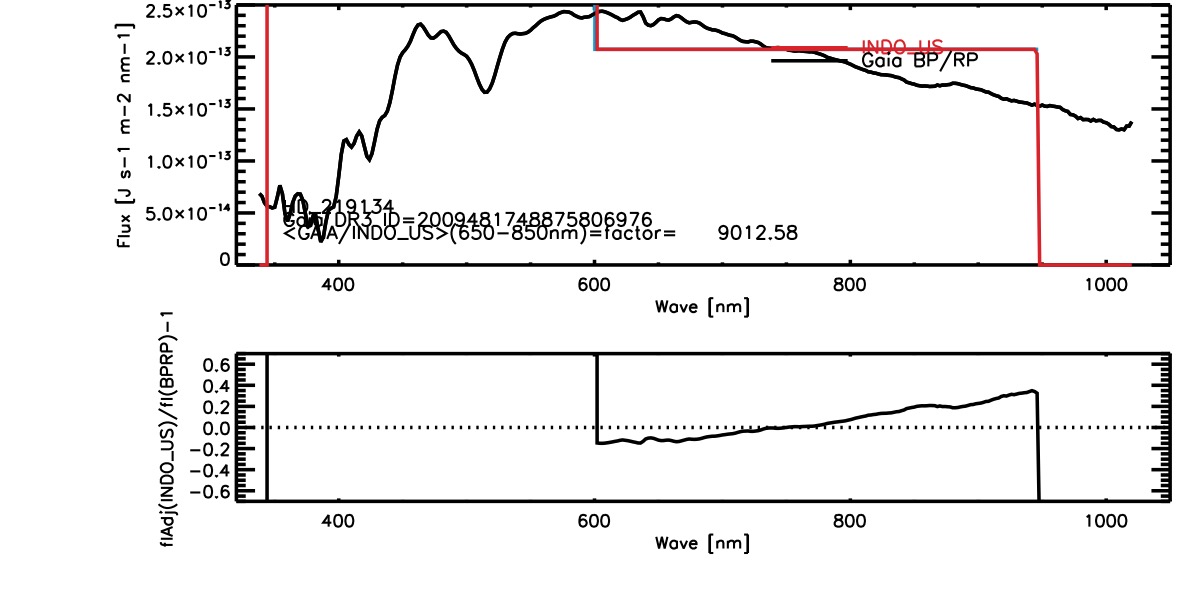 2.5×10−13
2.0×10−13
1.5×10−13
1.0×10−13
5.0×10−14
0
Flux [J s−1 m−2 nm−1]
INDO_US
Gaia BP/RP
HD_219134
Gaia DR3 ID=2009481748875806976
<GAIA/INDO_US>(650−850nm)=factor= 9012.58
400 600 800 1000
Wave [nm]
0.6
0.4
0.2
0.0
−0.2
−0.4
−0.6
flAdj(INDO_US)/fl(BPRP)−1
400 600 800 1000
Wave [nm]